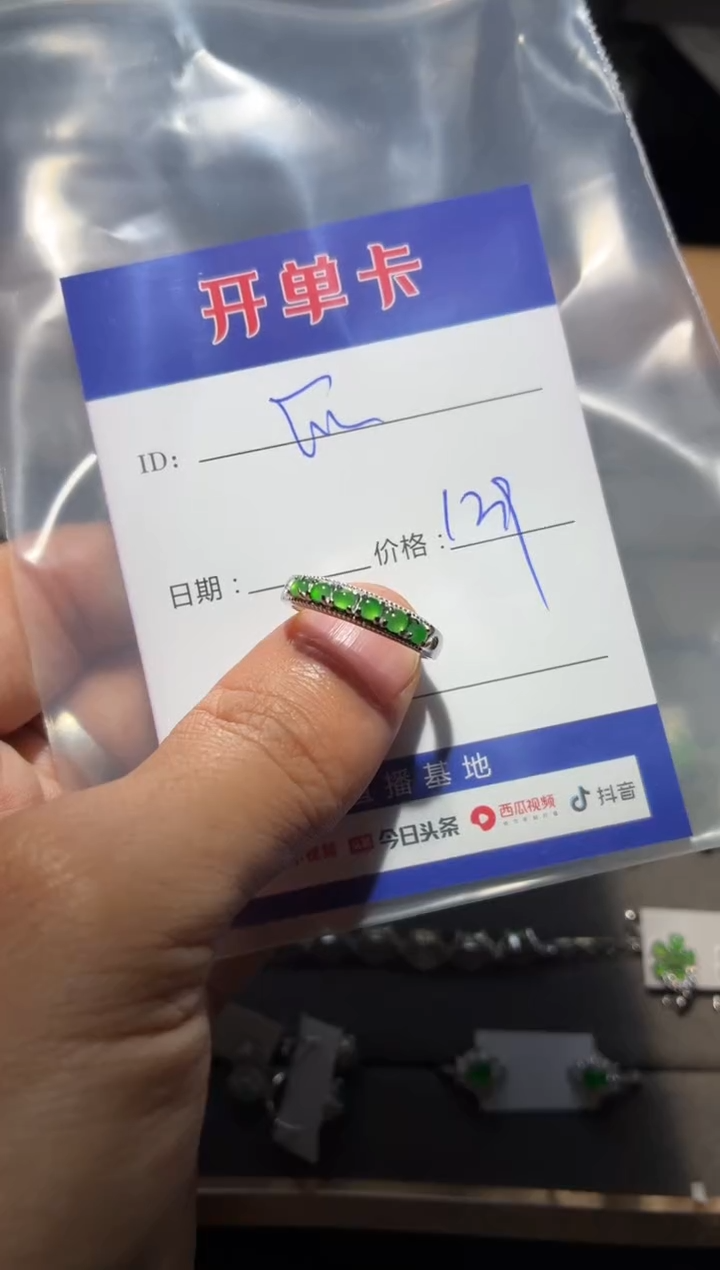 开单卡
ID:
价格: 129
日期:
播基地
今日头条 西瓜视频 抖音